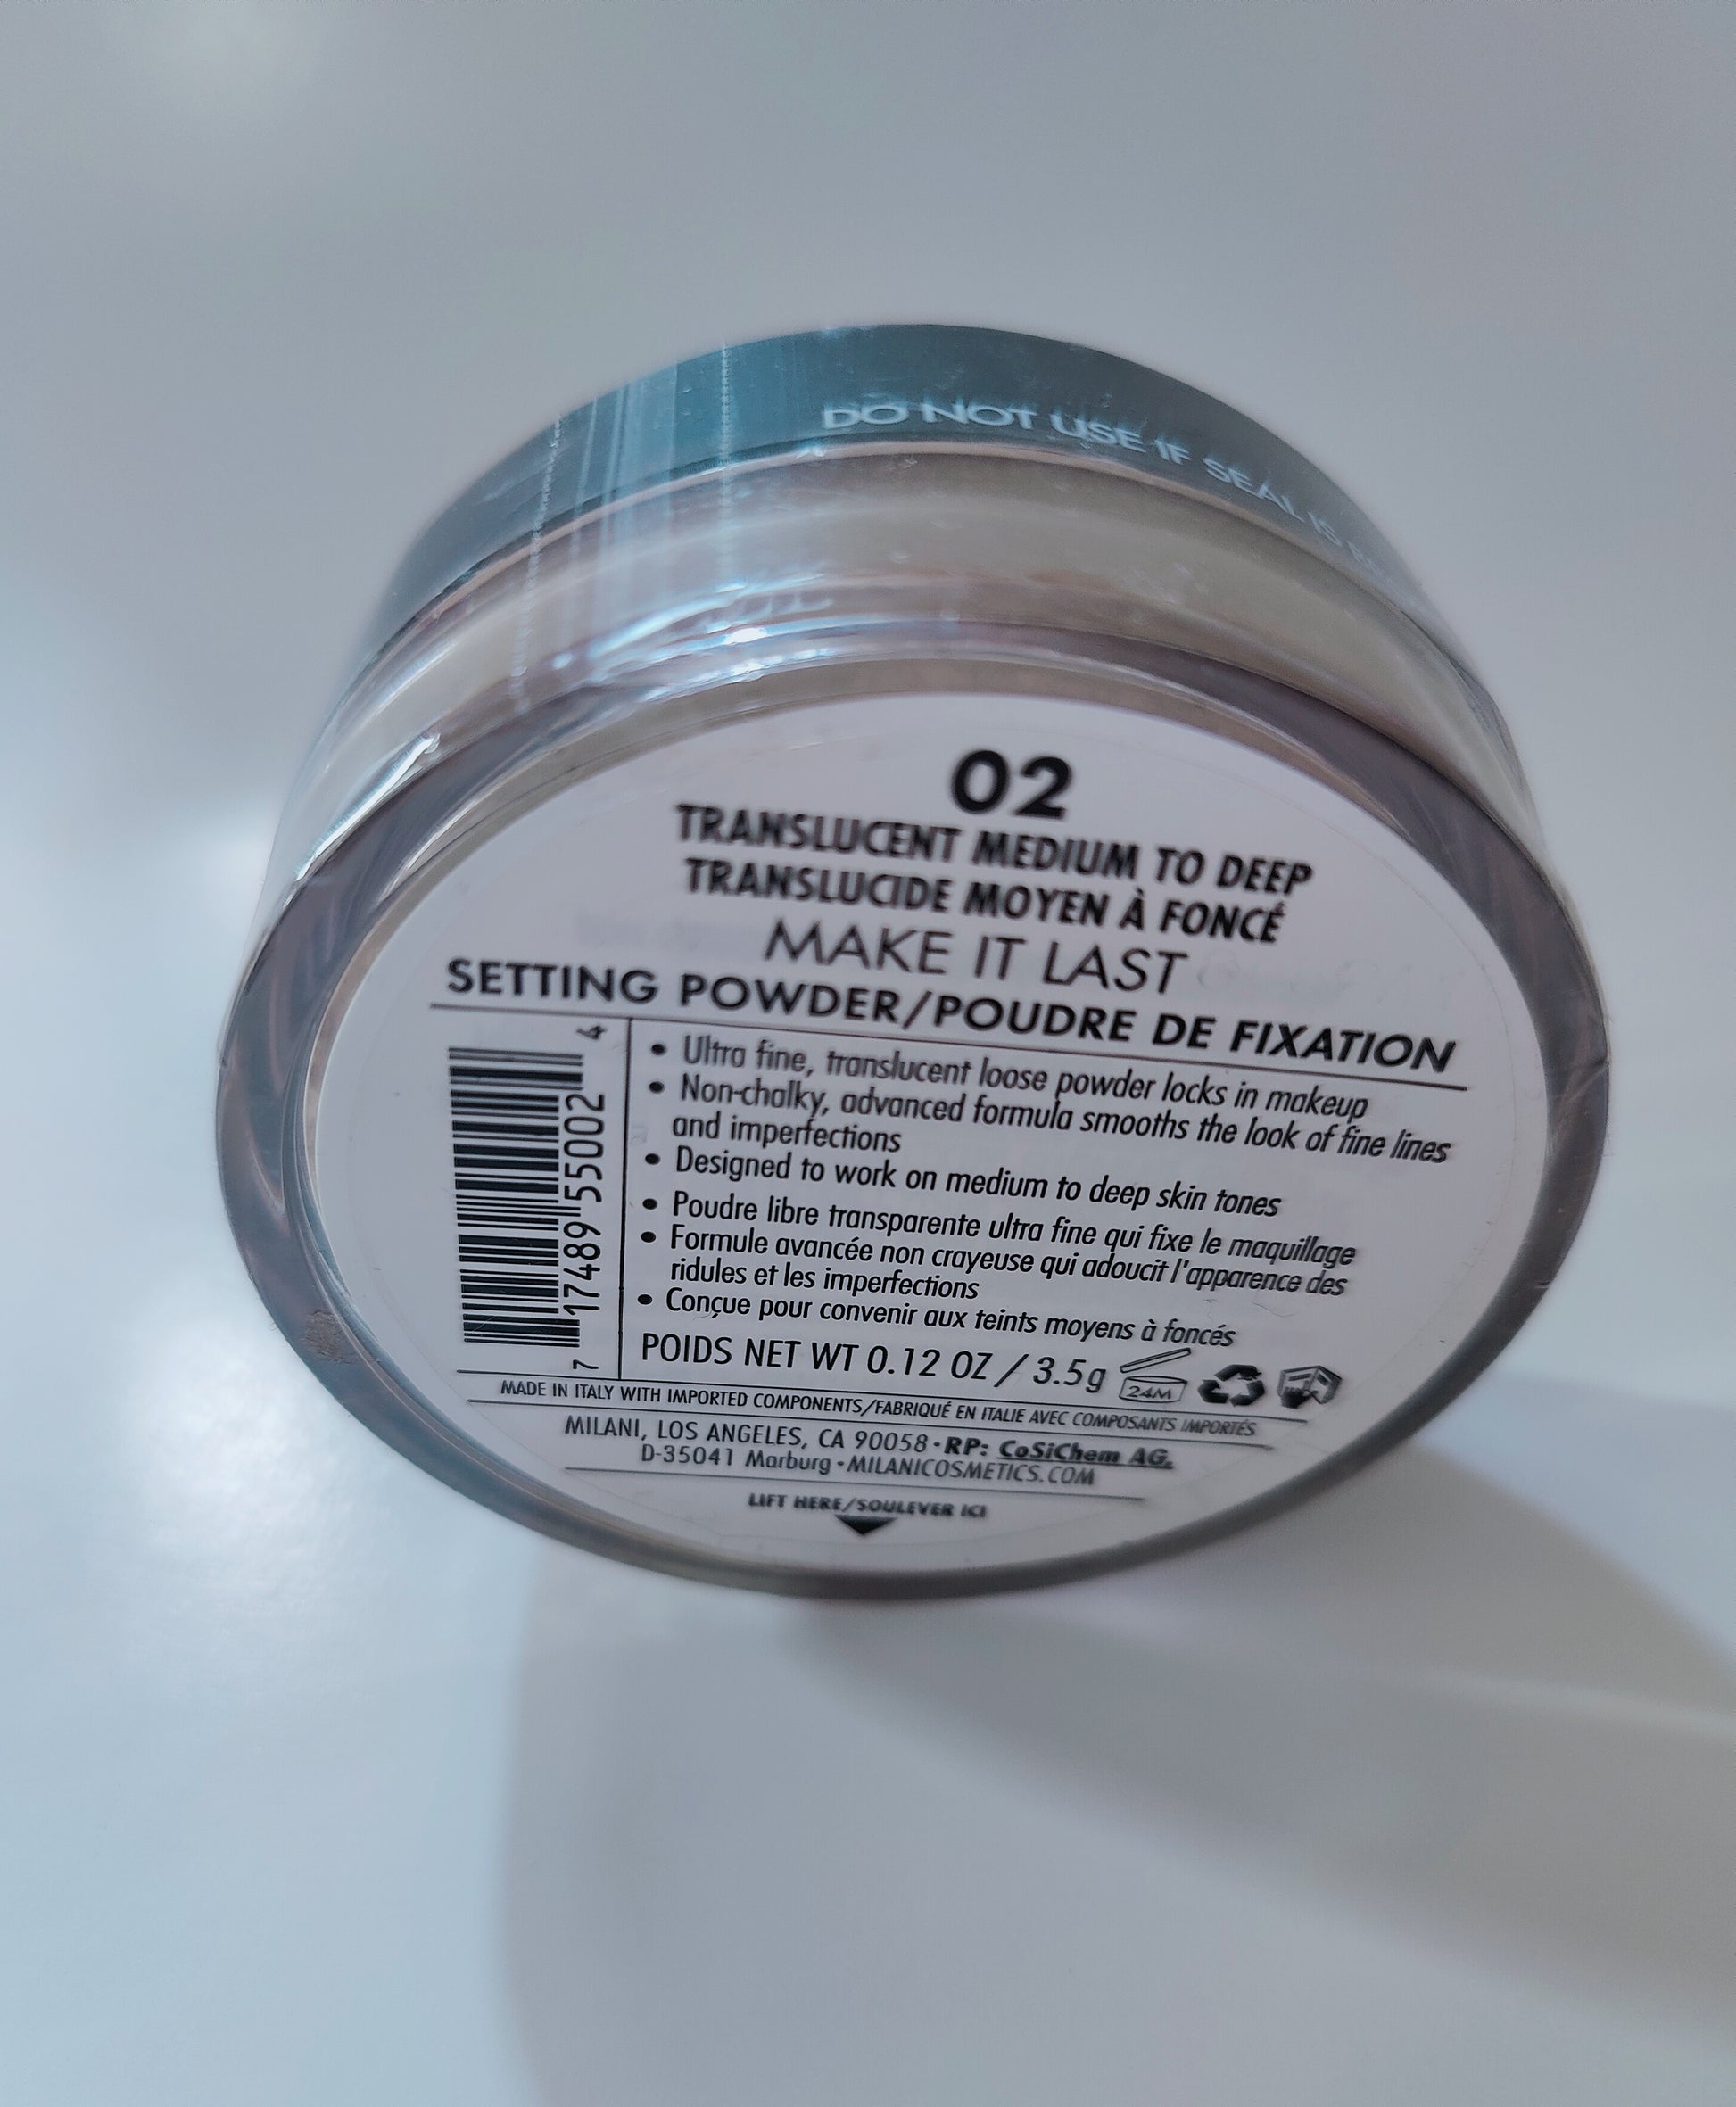 DO NOT USE IF SEAL IS
02
TRANSLUCENT MEDIUM TO DEEP
TRANSLUCIDE MOYEN À FONCÉ
MAKE IT LAST
SETTING POWDER/POUDRE DE FIXATION
• Ultra fine, translucent loose powder locks in makeup
• Non-chalky, advanced formula smooths the look of fine lines
and imperfections
• Designed to work on medium to deep skin tones
• Poudre libre transparente ultra fine qui fixe le maquillage
• Formule avancée non crayeuse qui adoucit l'apparence des
ridules et les imperfections
• Conçue pour convenir aux teints moyens à foncés
7 17489 55002 4
POIDS NET WT 0.12 OZ / 3.5g
24M
MADE IN ITALY WITH IMPORTED COMPONENTS/FABRIQUÉ EN ITALIE AVEC COMPOSANTS IMPORTÉS
MILANI, LOS ANGELES, CA 90058 • RP: CoSiChem AG,
D-35041 Marburg • MILANICOSMETICS.COM
LIFT HERE/SOULEVER ICI